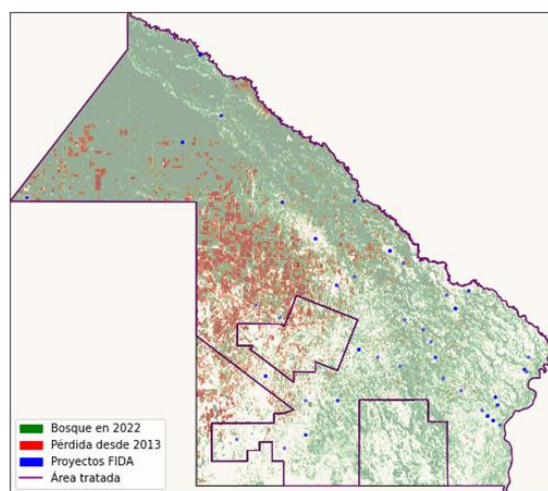 Bosque en 2022
Pérdida desde 2013
Proyectos FIDA
Área tratada